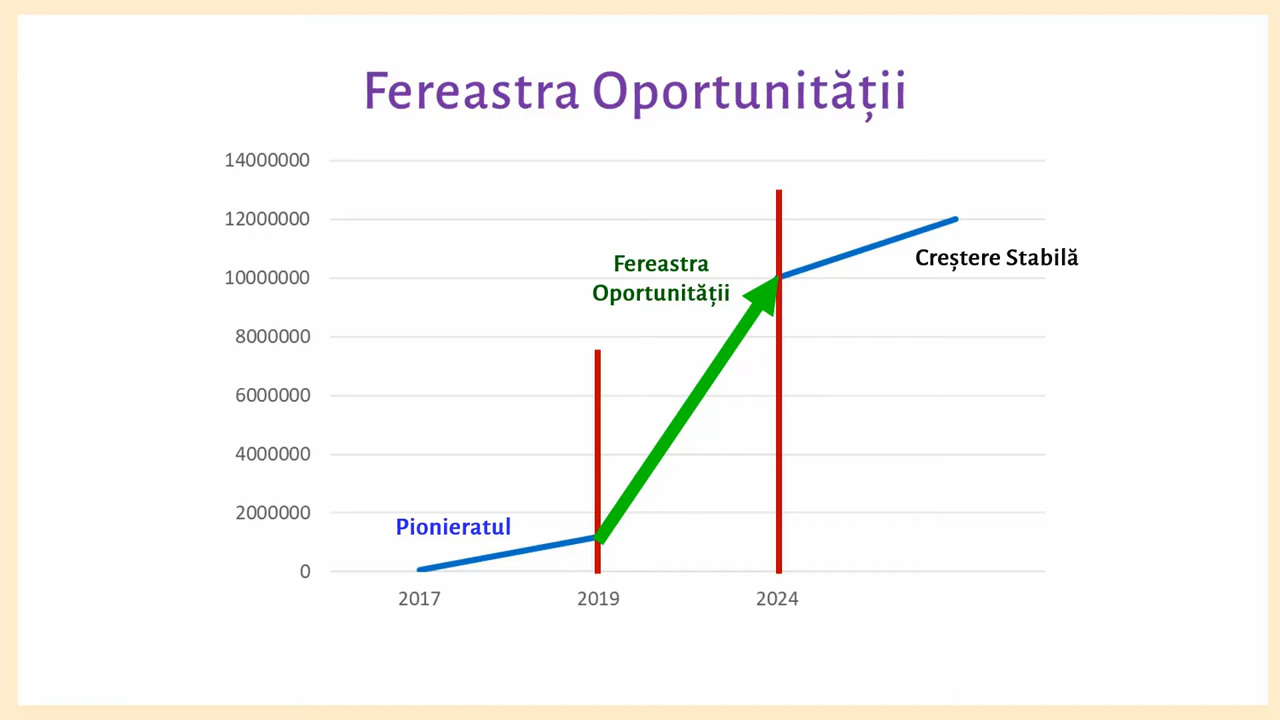 Fereastra Oportunității
14000000
12000000
10000000
8000000
6000000
4000000
2000000
0
Fereastra
Oportunității
Creștere Stabilă
Pionieratul
2017
2019
2024